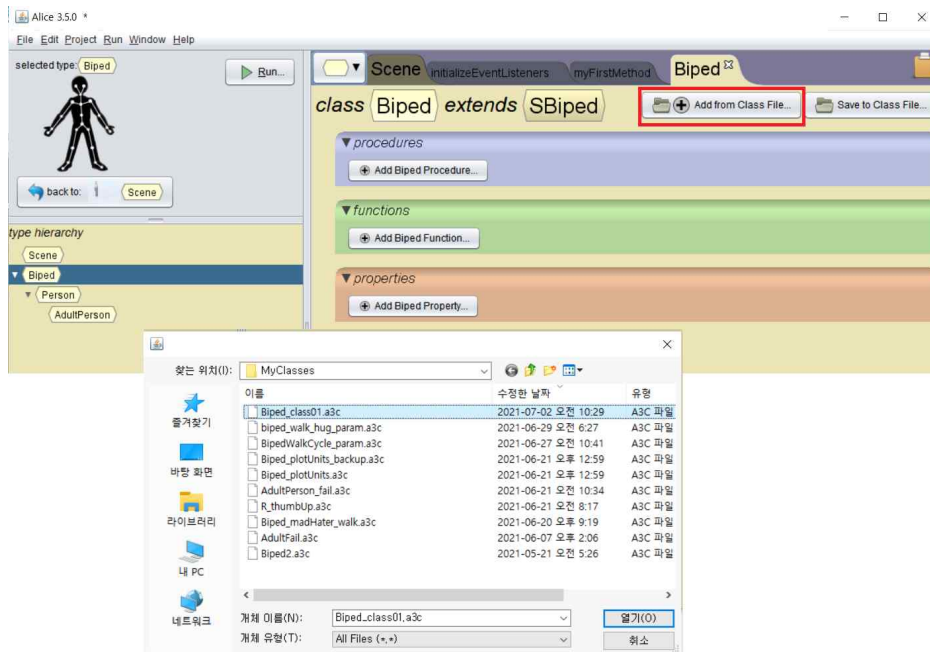 Alice 3.5.0 *
File Edit Project Run Window Help
selected type: Biped
Run...
Scene initializeEventListeners myFirstMethod Biped
class Biped extends SBiped
Add from Class File...
Save to Class File...
procedures
Add Biped Procedure...
back to: Scene
functions
Add Biped Function...
type hierarchy
Scene
Biped
Person
AdultPerson
properties
Add Biped Property...
찾는 위치(I): MyClasses
이름 수정한 날짜 유형
Biped_class01.a3c 2021-07-02 오전 10:29 A3C 파일
biped_walk_hug_param.a3c 2021-06-29 오전 6:27 A3C 파일
BipedWalkCycle_param.a3c 2021-06-27 오전 10:41 A3C 파일
Biped_plotUnits_backup.a3c 2021-06-21 오후 12:59 A3C 파일
Biped_plotUnits.a3c 2021-06-21 오후 12:59 A3C 파일
AdultPerson_fail.a3c 2021-06-21 오전 10:34 A3C 파일
R_thumbUp.a3c 2021-06-21 오전 8:17 A3C 파일
Biped_madHater_walk.a3c 2021-06-20 오후 9:19 A3C 파일
AdultFail.a3c 2021-06-07 오후 2:06 A3C 파일
Biped2.a3c 2021-05-21 오전 5:26 A3C 파일
즐겨찾기
바탕 화면
라이브러리
내 PC
네트워크
개체 이름(N): Biped_class01.a3c 열기(O)
개체 유형(T): All Files (*.*) 취소